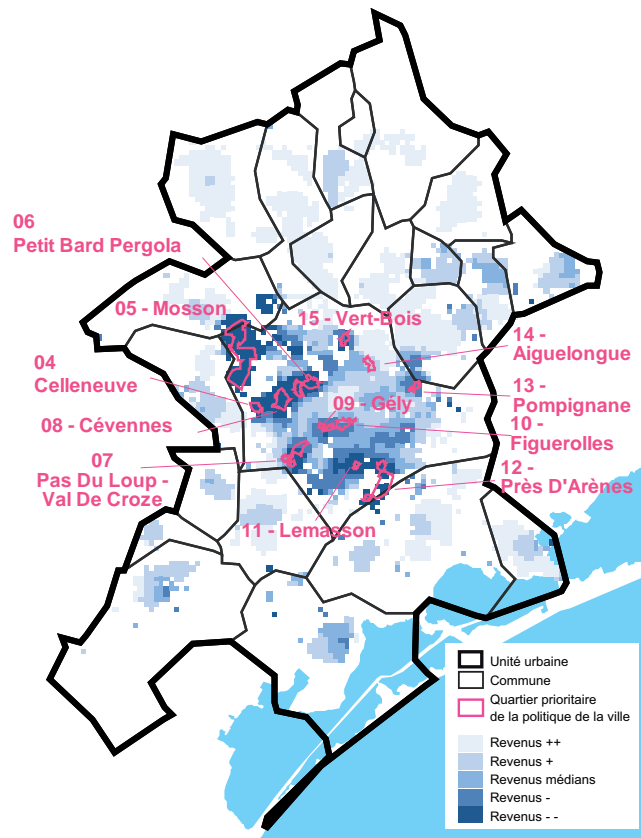 06
Petit Bard Pergola
05 - Mosson
15 - Vert-Bois
14 -
Aiguelongue
04
Celleneuve
13 -
Pompignane
08 - Cévennes
09 - Gély
10 -
Figuerolles
07
Pas Du Loup -
Val De Croze
12 -
Près D'Arènes
11 - Lemasson
Unité urbaine
Commune
Quartier prioritaire
de la politique de la ville
Revenus ++
Revenus +
Revenus médians
Revenus -
Revenus - -